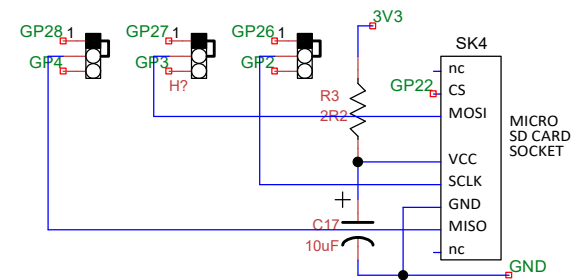 3V3
GP28 1 GP27 1 GP26 1
GP4 GP3 GP2
H?
SK4
nc
GP22 CS
MOSI
VCC
SCLK
GND
MISO
nc
MICRO
SD CARD
SOCKET
R3
2R2
+
C17
10uF
GND